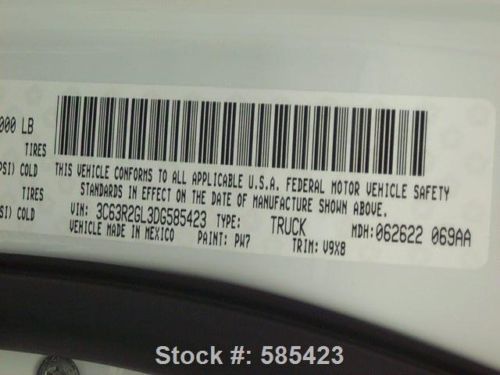 000 LB
TIRES
PSI) COLD
TIRES
PSI) COLD
THIS VEHICLE CONFORMS TO ALL APPLICABLE U.S.A. FEDERAL MOTOR VEHICLE SAFETY
STANDARDS IN EFFECT ON THE DATE OF MANUFACTURE SHOWN ABOVE.
VIN: 3C63R2GL3DG585423 TYPE: TRUCK MDH: 062622 069AA
VEHICLE MADE IN MEXICO PAINT: PW7 TRIM: V9X8
Stock #: 585423